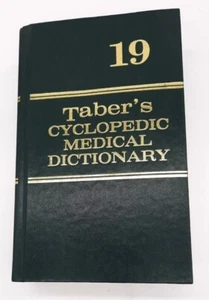 19
Taber's
CYCLOPEDIC
MEDICAL
DICTIONARY